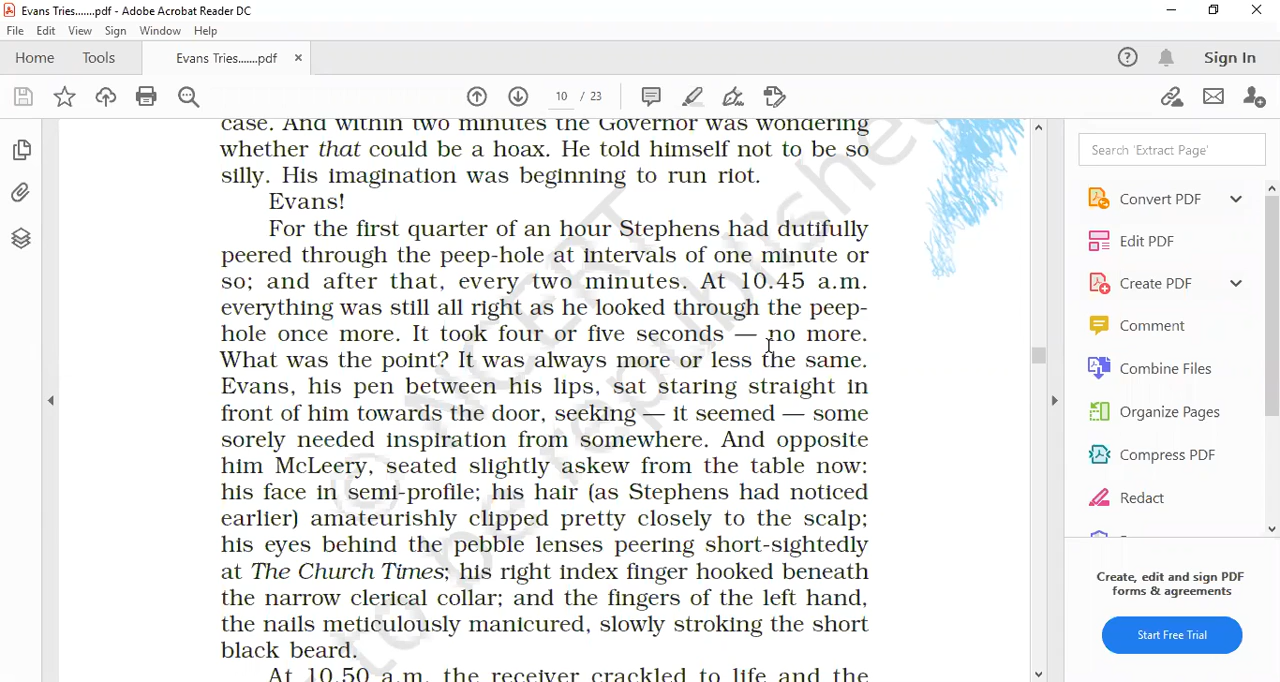 Evans Tries.......pdf - Adobe Acrobat Reader DC
File Edit View Sign Window Help
Home Tools Evans Tries.......pdf × Sign In
10 / 23
case. And within two minutes the Governor was wondering
whether that could be a hoax. He told himself not to be so
silly. His imagination was beginning to run riot.
Evans!
For the first quarter of an hour Stephens had dutifully
peered through the peep-hole at intervals of one minute or
so; and after that, every two minutes. At 10.45 a.m.
everything was still all right as he looked through the peep-
hole once more. It took four or five seconds — no more.
What was the point? It was always more or less the same.
Evans, his pen between his lips, sat staring straight in
front of him towards the door, seeking — it seemed — some
sorely needed inspiration from somewhere. And opposite
him McLeery, seated slightly askew from the table now:
his face in semi-profile; his hair (as Stephens had noticed
earlier) amateurishly clipped pretty closely to the scalp;
his eyes behind the pebble lenses peering short-sightedly
at The Church Times; his right index finger hooked beneath
the narrow clerical collar; and the fingers of the left hand,
the nails meticulously manicured, slowly stroking the short
black beard.
At 10.50 a.m. the receiver crackled to life and the
© NCERT
to be republished
Search 'Extract Page'
Convert PDF
Edit PDF
Create PDF
Comment
Combine Files
Organize Pages
Compress PDF
Redact
Create, edit and sign PDF
forms & agreements
Start Free Trial